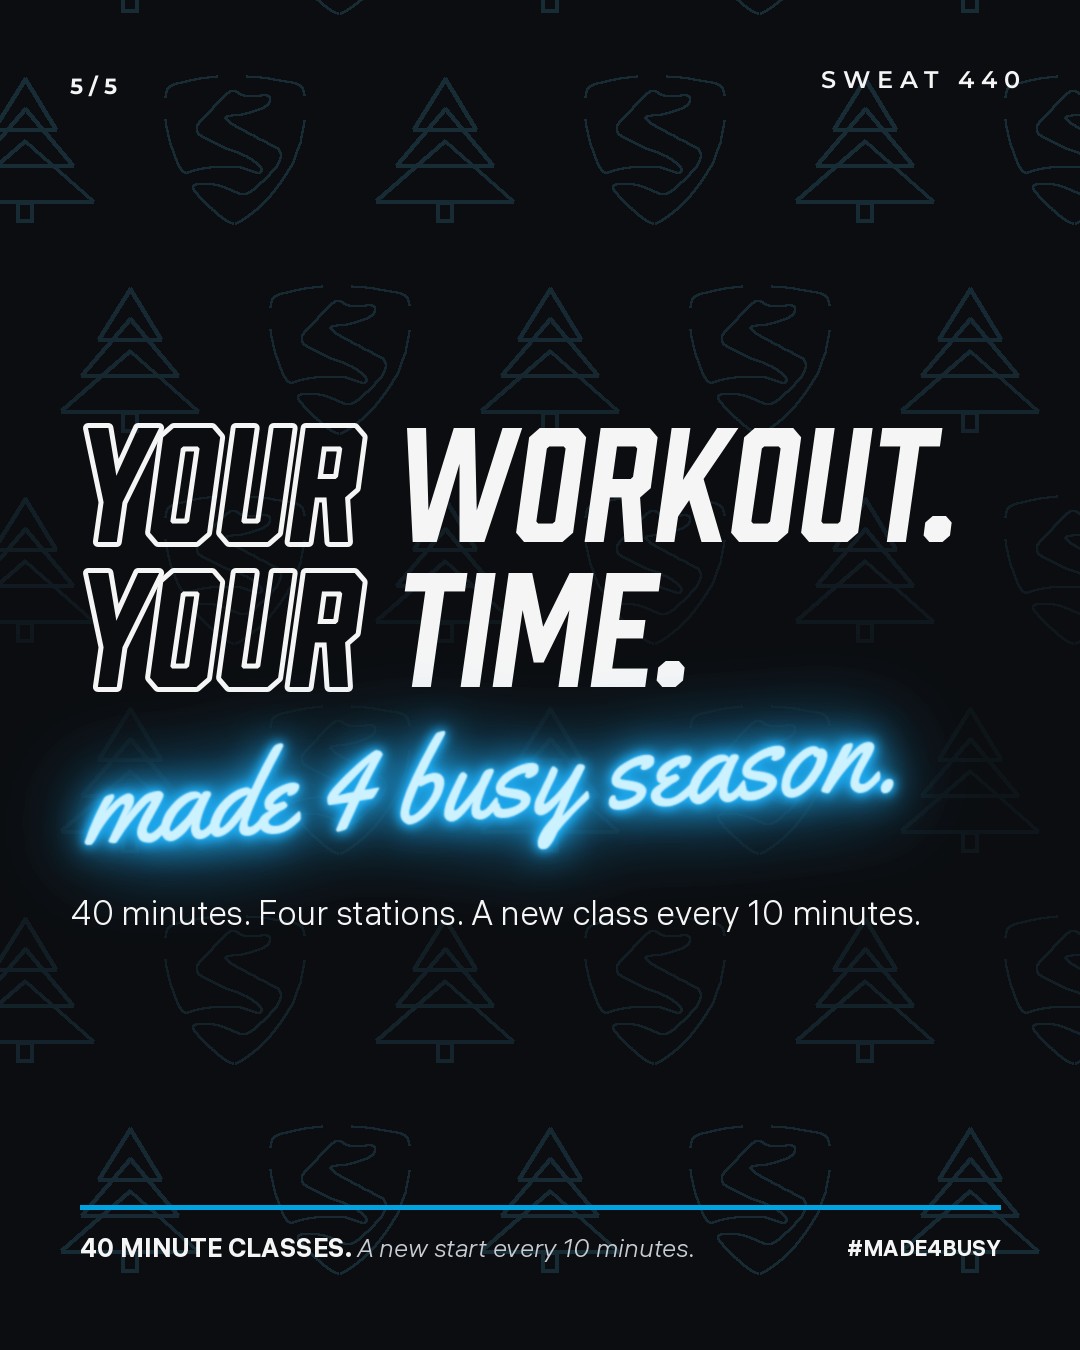 5/5
SWEAT 440
YOUR WORKOUT.
YOUR TIME.
made 4 busy season.
40 minutes. Four stations. A new class every 10 minutes.
40 MINUTE CLASSES. A new start every 10 minutes.
#MADE4BUSY